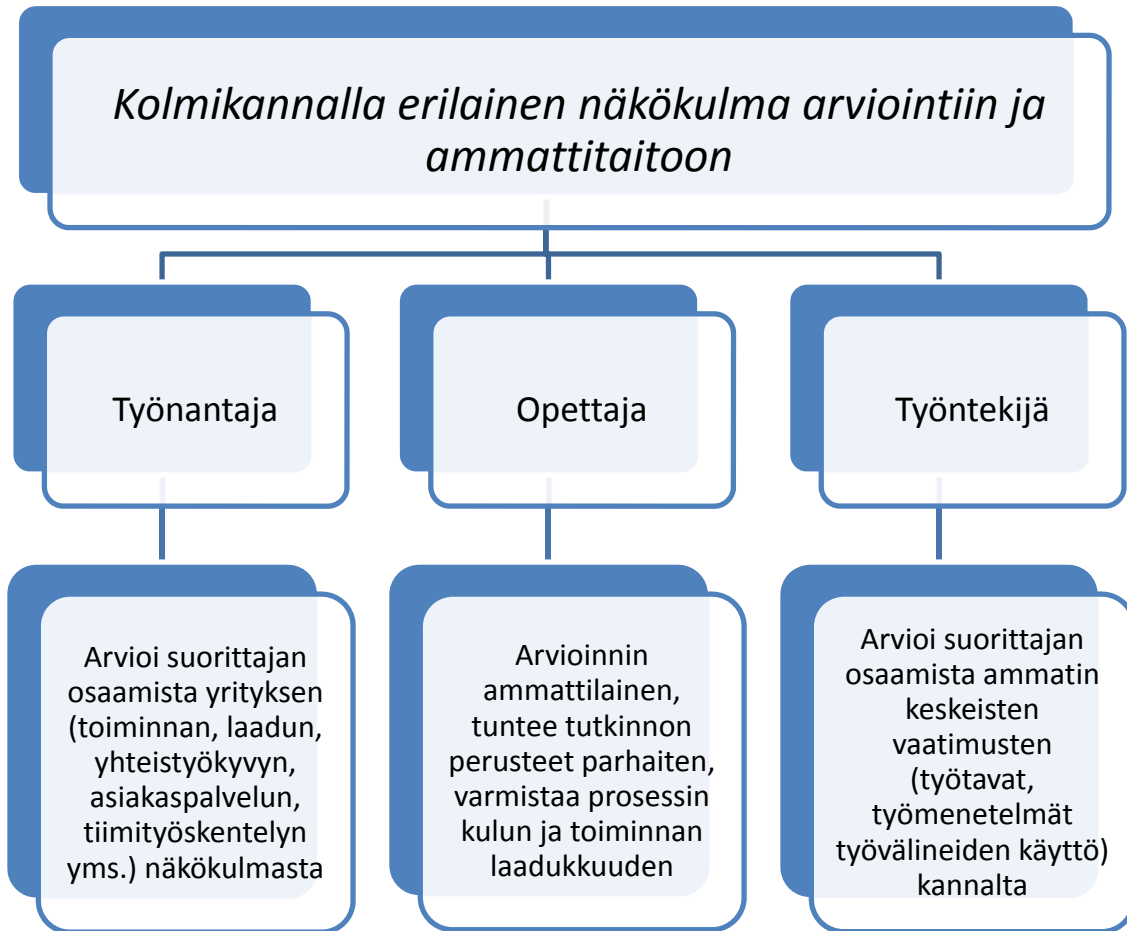 Kolmikannalla erilainen näkökulma arviointiin ja
ammattitaitoon
Työnantaja
Opettaja
Työntekijä
Arvioi suorittajan
osaamista yrityksen
(toiminnan, laadun,
yhteistyökyvyn,
asiakaspalvelun,
tiimityöskentelyn
yms.) näkökulmasta
Arvioinnin
ammattilainen,
tuntee tutkinnon
perusteet parhaiten,
varmistaa prosessin
kulun ja toiminnan
laadukkuuden
Arvioi suorittajan
osaamista ammatin
keskeisten
vaatimusten
(työtavat,
työmenetelmät
työvälineiden käyttö)
kannalta